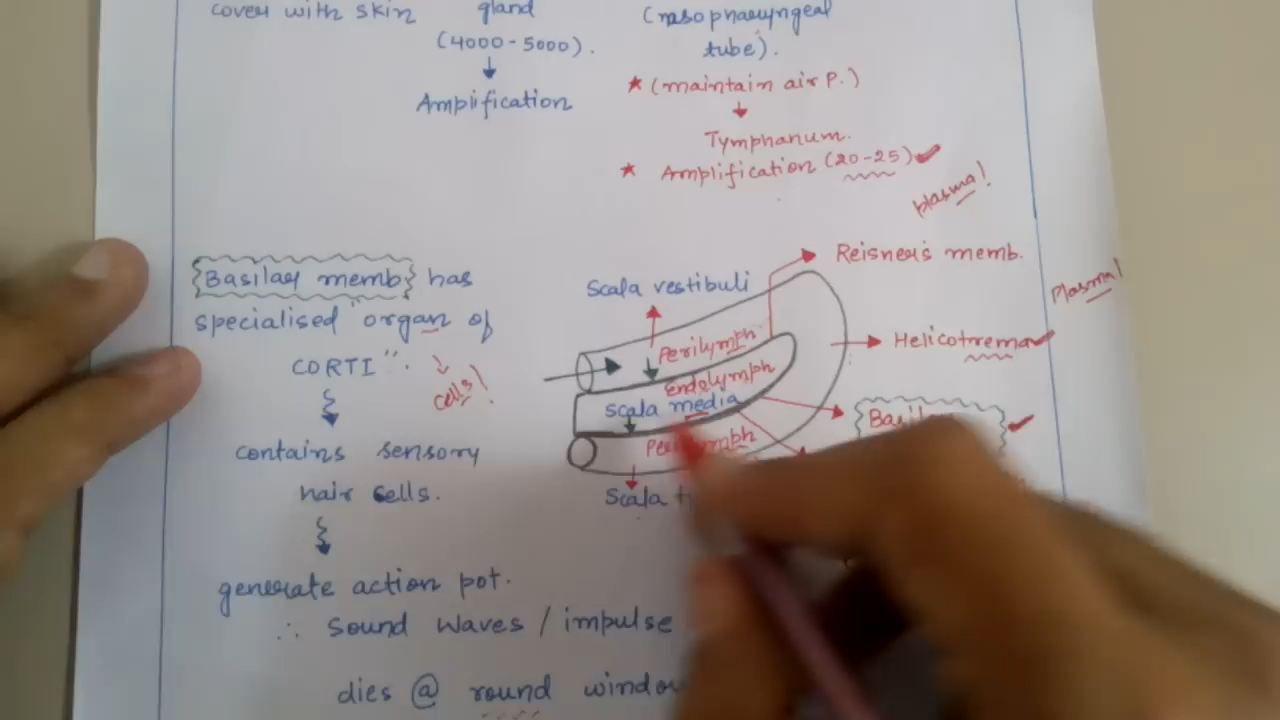 cover with skin
gland
(4000-5000).
Amplification
(nasopharyngeal
tube).
★ (maintain air P.)
Tymphanum.
★ Amplification (20-25)
plasma!
Basilar memb has
specialised "organ of
CORTI".
cells!
contains sensory
hair cells.
generate action pot.
∴ sound waves / impulse
dies @ round window
Scala vestibuli
Reisner's memb.
Plasma!
Perilymph
Helicotrema
Endolymph
Scala media
Basilar
Perilymph
Scala